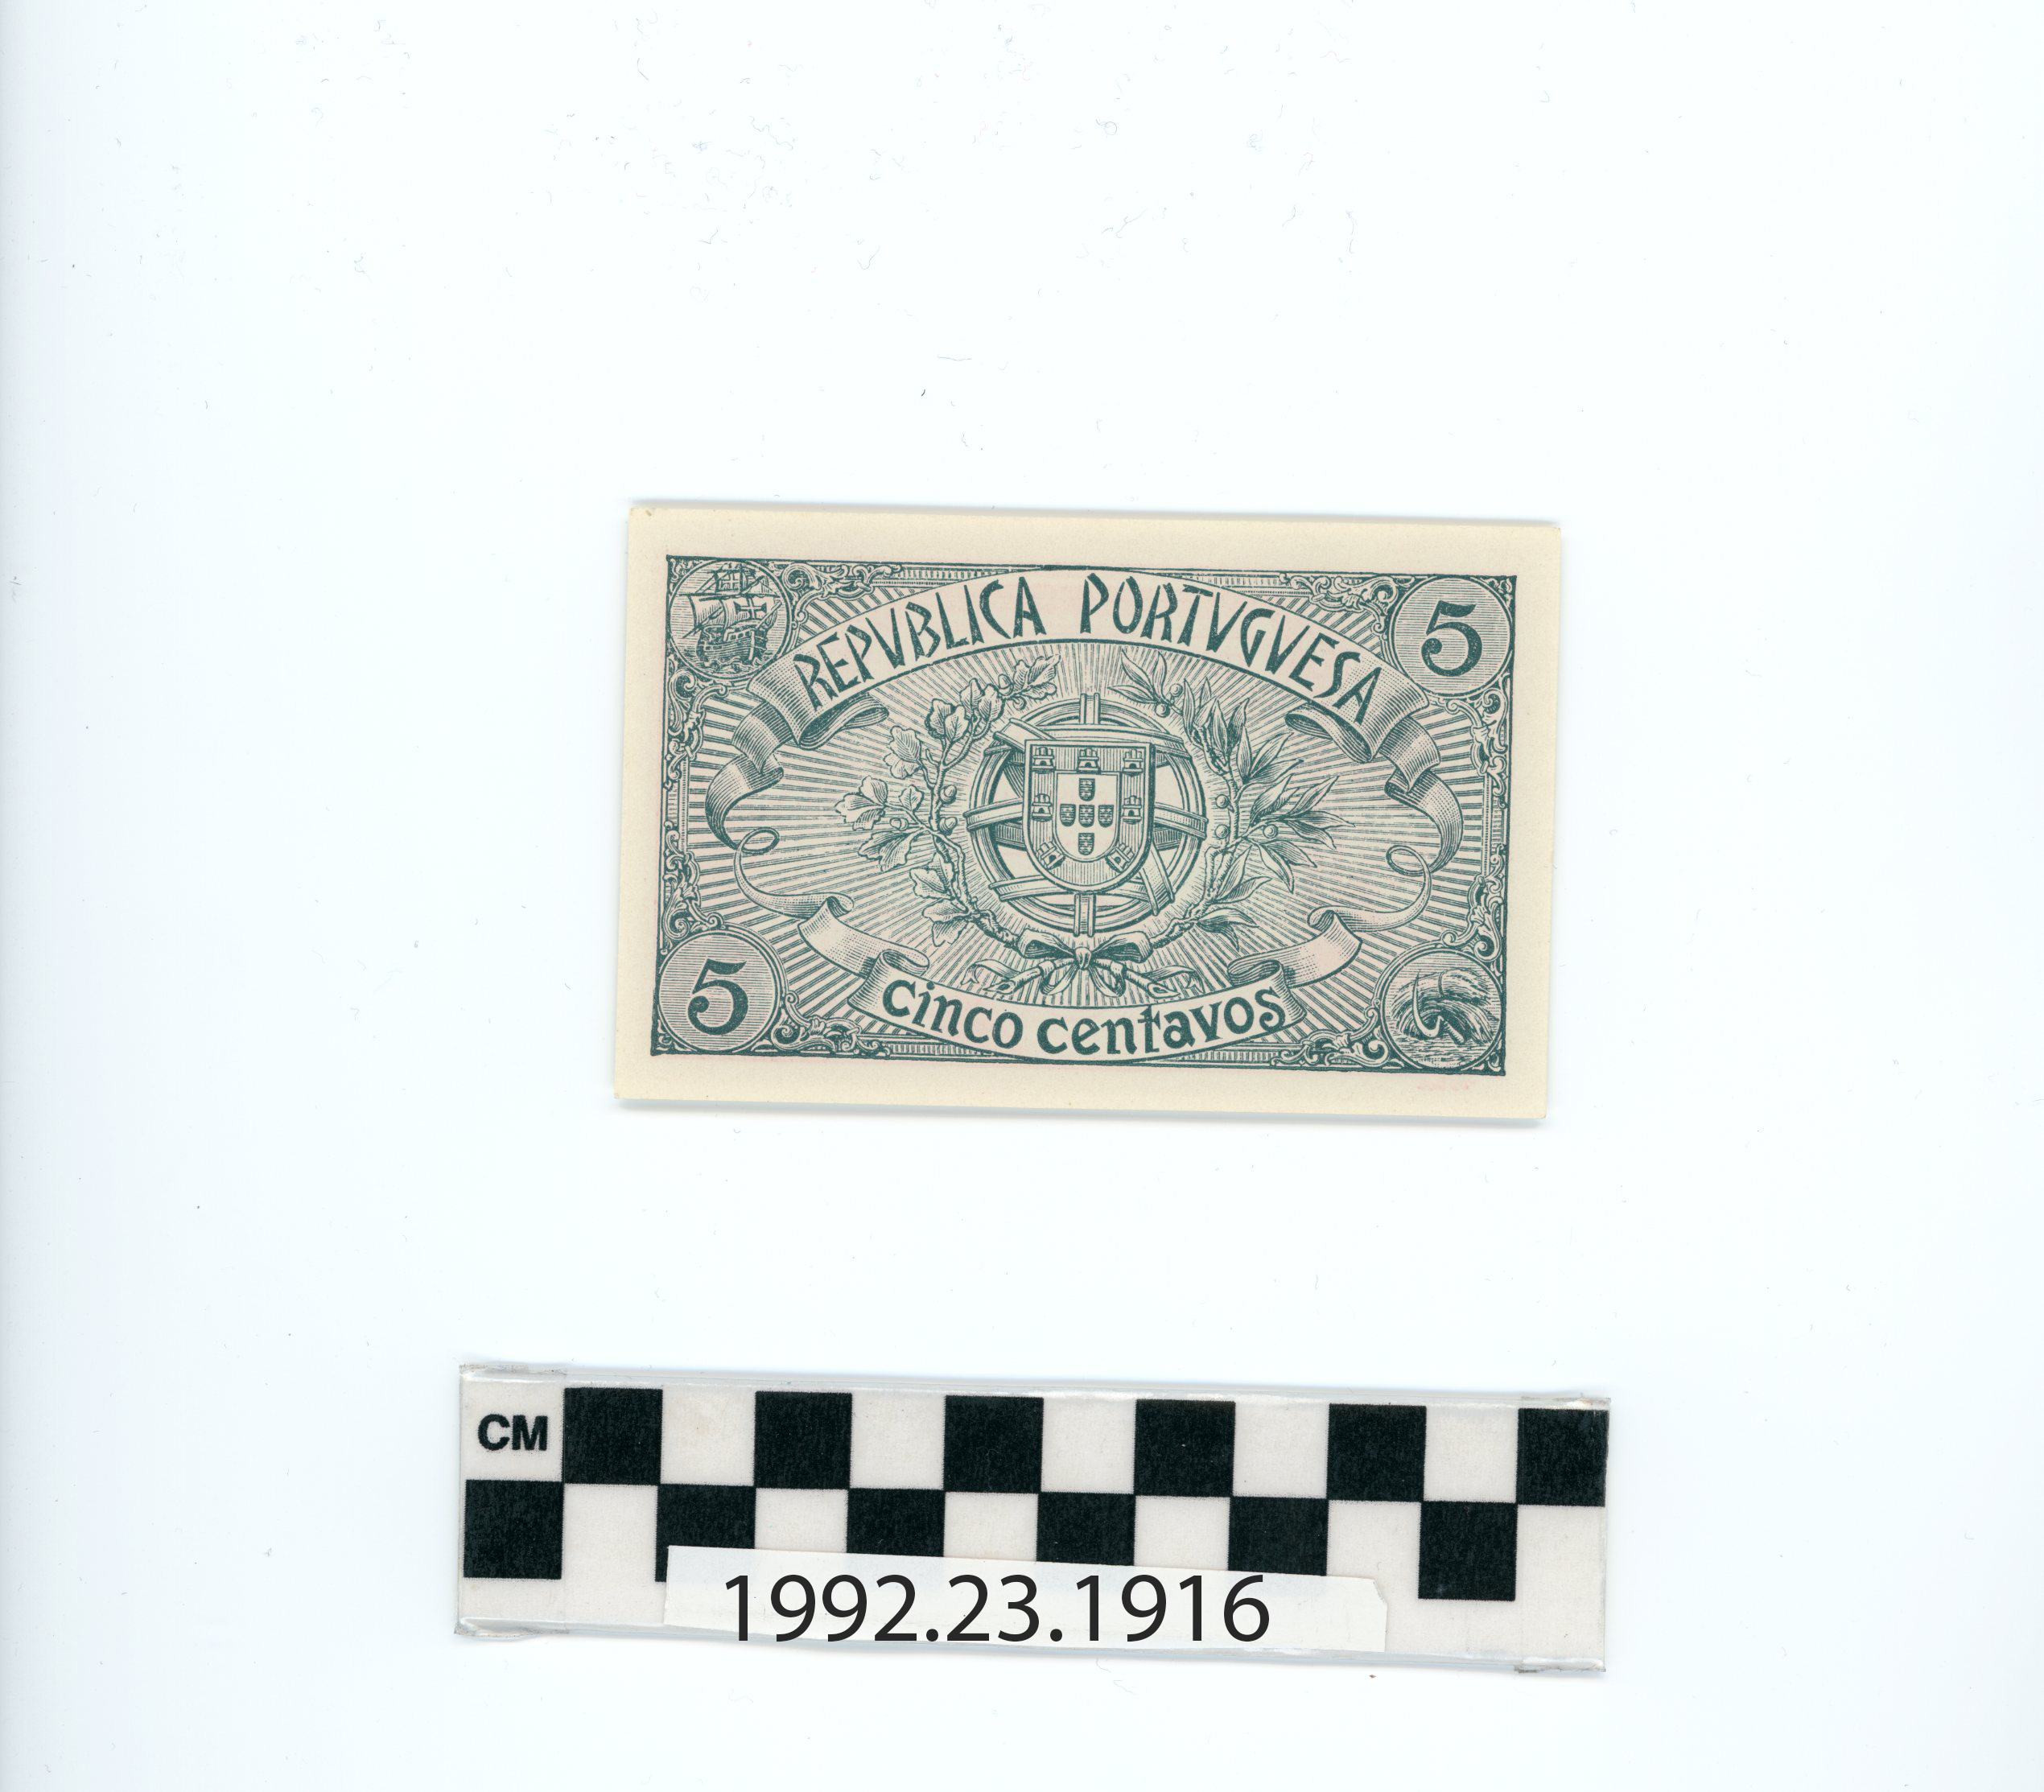 REPVBLICA PORTVGVESA
5
5
cinco centavos
CM
1992.23.1916